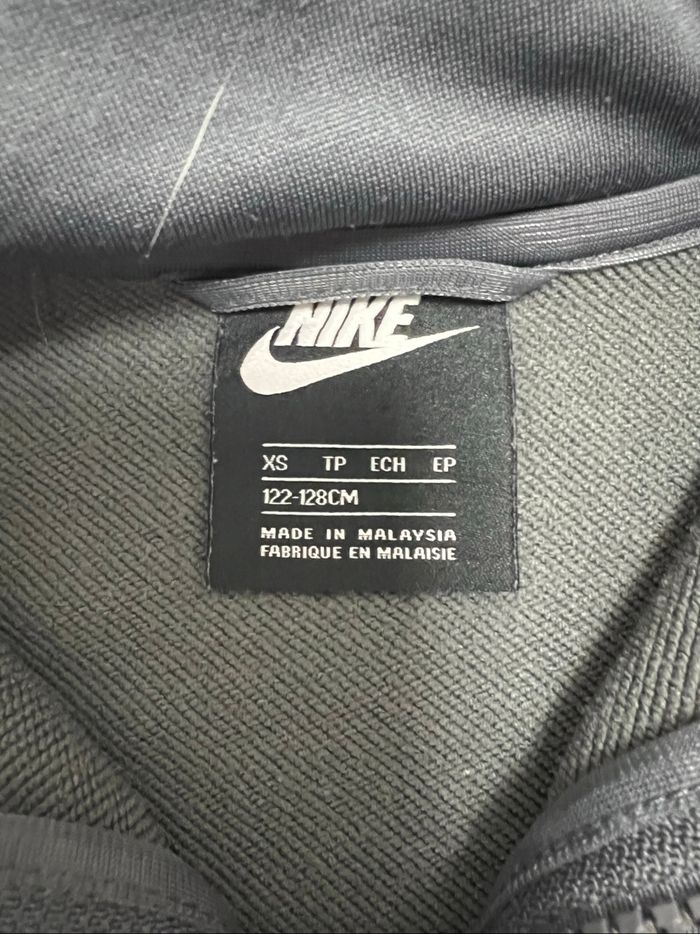 NIKE
XS TP ECH EP
122-128CM
MADE IN MALAYSIA
FABRIQUE EN MALAISIE